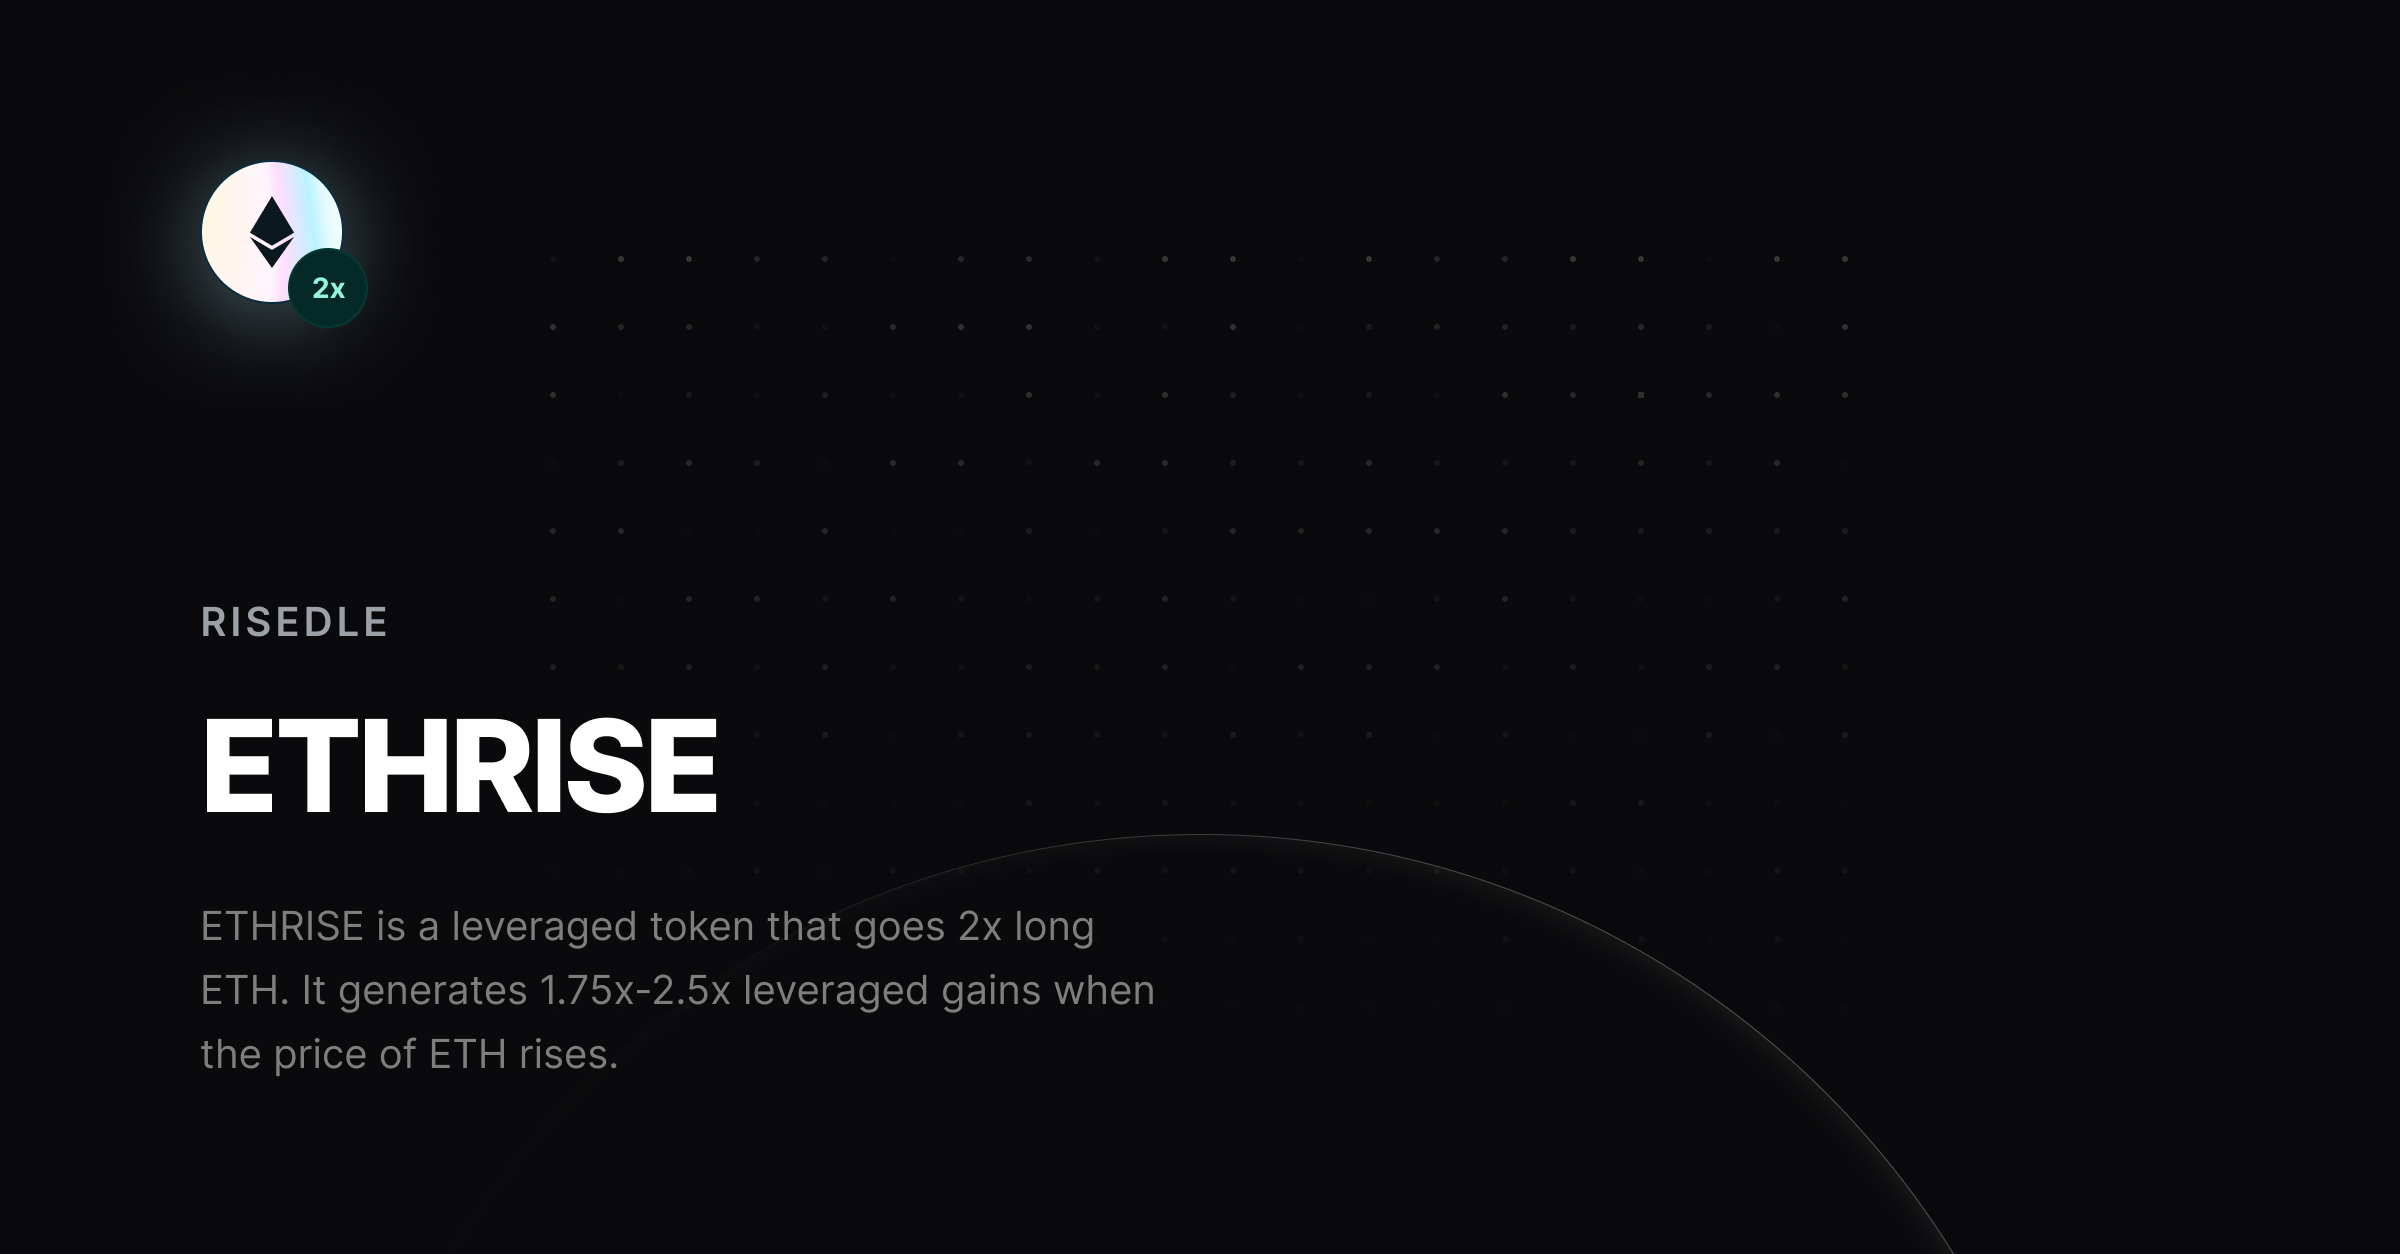 2x
RISEDLE
ETHRISE
ETHRISE is a leveraged token that goes 2x long
ETH. It generates 1.75x-2.5x leveraged gains when
the price of ETH rises.